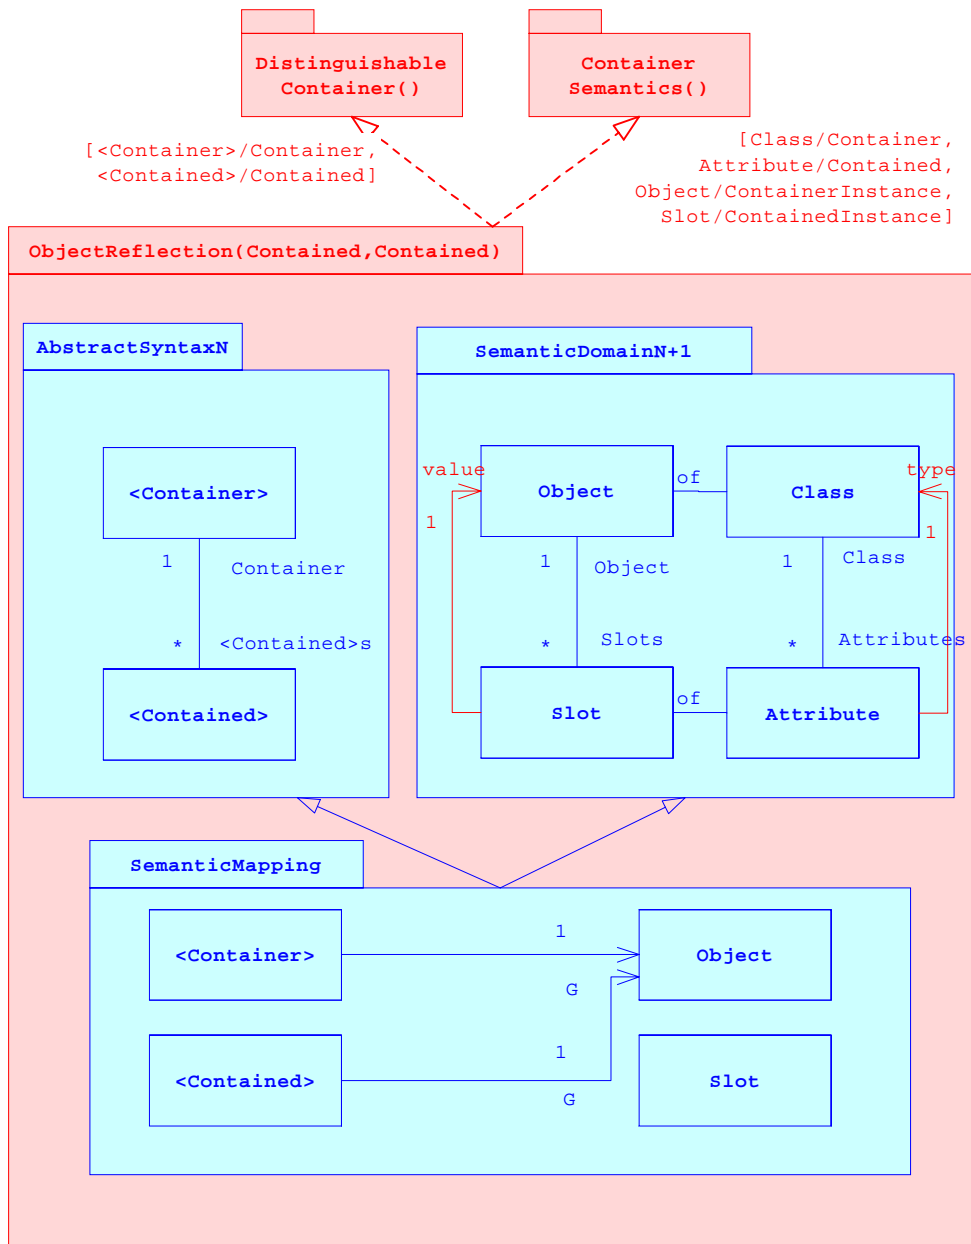 Distinguishable
Container()
Container
Semantics()
[<Container>/Container,
<Contained>/Contained]
[Class/Container,
Attribute/Contained,
Object/ContainerInstance,
Slot/ContainedInstance]
ObjectReflection(Contained,Contained)
AbstractSyntaxN
SemanticDomainN+1
<Container>
1
Container
*
<Contained>s
<Contained>
value
Object
of
Class
type
1
1
1
Object
1
Class
*
Slots
*
Attributes
Slot
of
Attribute
SemanticMapping
<Container>
1
Object
G
<Contained>
1
Slot
G